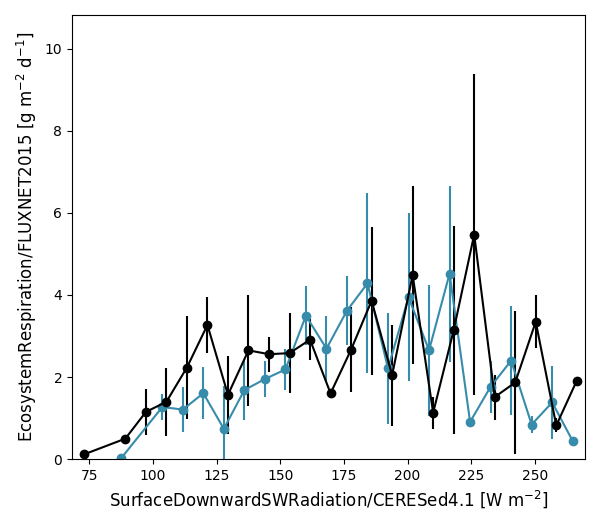 EcosystemRespiration/FLUXNET2015 [g m⁻² d⁻¹]
10
8
6
4
2
0
75 100 125 150 175 200 225 250
SurfaceDownwardSWRadiation/CERESed4.1 [W m⁻²]